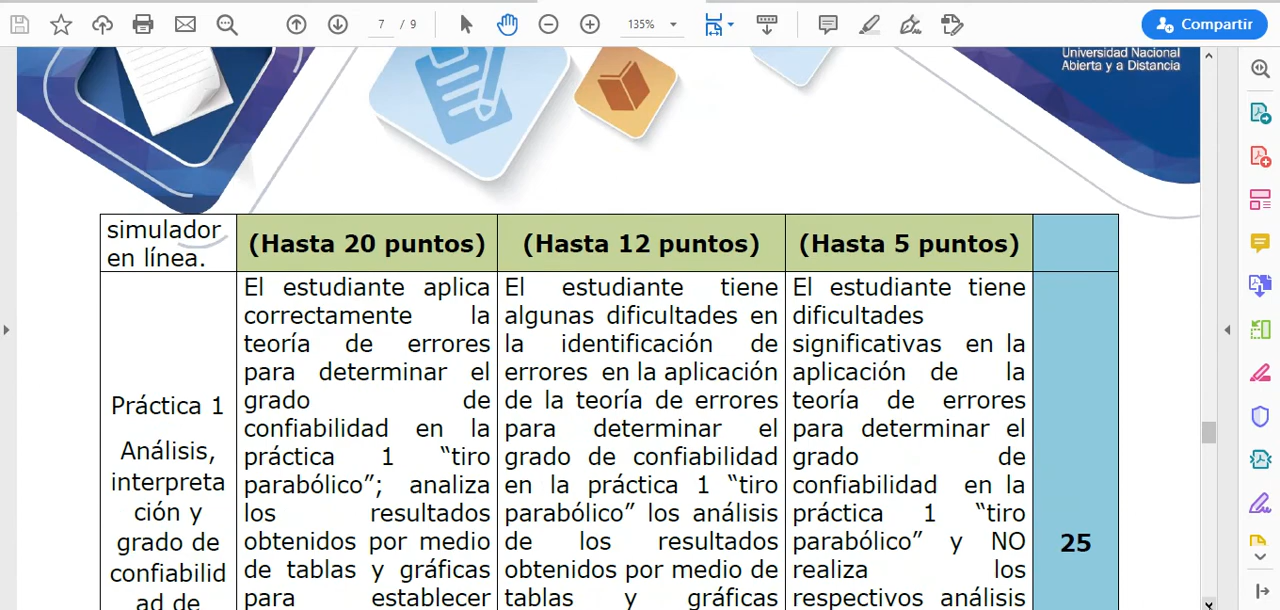 7 / 9
135%
Compartir
Universidad Nacional
Abierta y a Distancia
simulador
en línea.
(Hasta 20 puntos)
(Hasta 12 puntos)
(Hasta 5 puntos)
Práctica 1
Análisis,
interpreta
ción y
grado de
confiabilid
ad de
El estudiante aplica
correctamente la
teoría de errores
para determinar el
grado de
confiabilidad en la
práctica 1 “tiro
parabólico”; analiza
los resultados
obtenidos por medio
de tablas y gráficas
para establecer
El estudiante tiene
algunas dificultades en
la identificación de
errores en la aplicación
de la teoría de errores
para determinar el
grado de confiabilidad
en la práctica 1 “tiro
parabólico” los análisis
de los resultados
obtenidos por medio de
tablas y gráficas
El estudiante tiene
dificultades
significativas en la
aplicación de la
teoría de errores
para determinar el
grado de
confiabilidad en la
práctica 1 “tiro
parabólico” y NO
realiza los
respectivos análisis
25